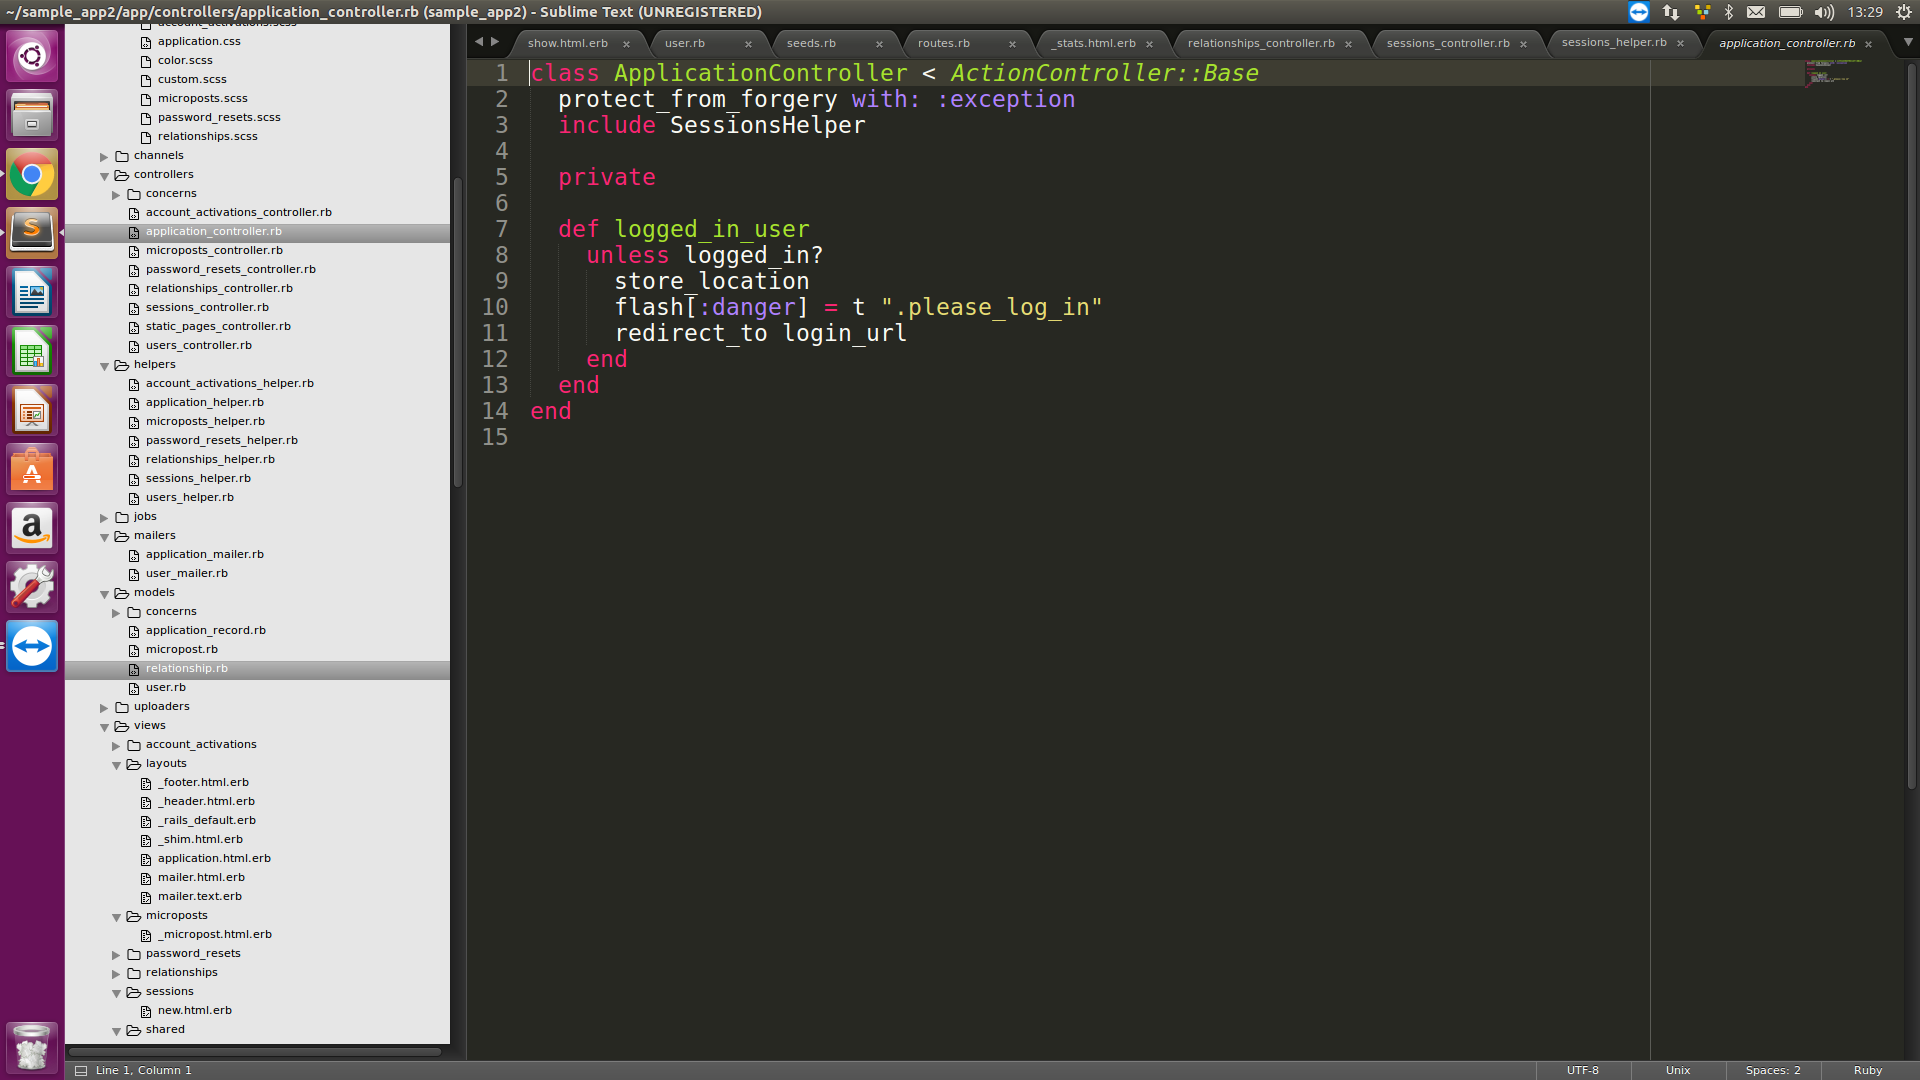 ~/sample_app2/app/controllers/application_controller.rb (sample_app2) - Sublime Text (UNREGISTERED)
13:29
application.css
color.scss
custom.scss
microposts.scss
password_resets.scss
relationships.scss
channels
controllers
concerns
account_activations_controller.rb
application_controller.rb
microposts_controller.rb
password_resets_controller.rb
relationships_controller.rb
sessions_controller.rb
static_pages_controller.rb
users_controller.rb
helpers
account_activations_helper.rb
application_helper.rb
microposts_helper.rb
password_resets_helper.rb
relationships_helper.rb
sessions_helper.rb
users_helper.rb
jobs
mailers
application_mailer.rb
user_mailer.rb
models
concerns
application_record.rb
micropost.rb
relationship.rb
user.rb
uploaders
views
account_activations
layouts
_footer.html.erb
_header.html.erb
_rails_default.erb
_shim.html.erb
application.html.erb
mailer.html.erb
mailer.text.erb
microposts
_micropost.html.erb
password_resets
relationships
sessions
new.html.erb
shared
show.html.erb user.rb seeds.rb routes.rb _stats.html.erb relationships_controller.rb sessions_controller.rb sessions_helper.rb application_controller.rb
1 class ApplicationController < ActionController::Base
2   protect_from_forgery with: :exception
3   include SessionsHelper
4
5   private
6
7   def logged_in_user
8     unless logged_in?
9       store_location
10       flash[:danger] = t ".please_log_in"
11       redirect_to login_url
12     end
13   end
14 end
15
Line 1, Column 1 UTF-8 Unix Spaces: 2 Ruby